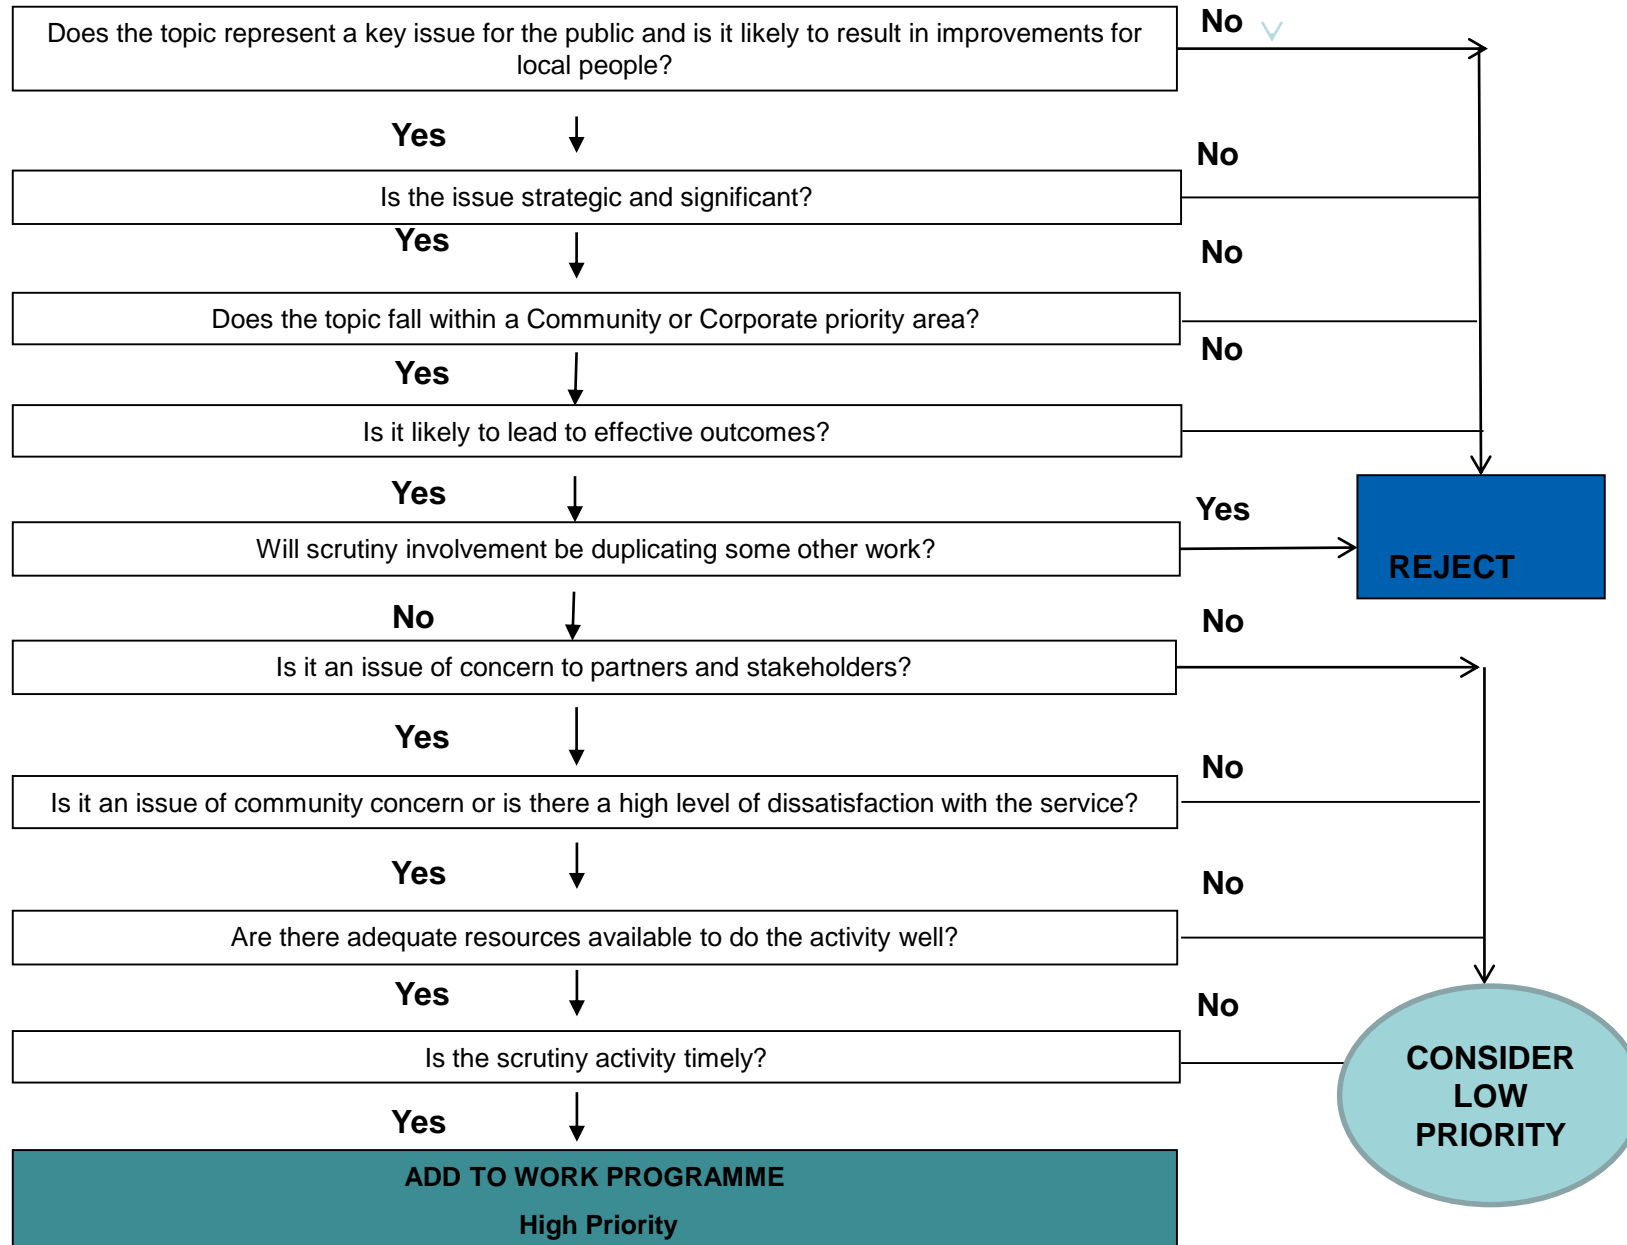 Does the topic represent a key issue for the public and is it likely to result in improvements for
local people?
No
Yes
No
Is the issue strategic and significant?
Yes
No
Does the topic fall within a Community or Corporate priority area?
No
Yes
Is it likely to lead to effective outcomes?
Yes
Yes
Will scrutiny involvement be duplicating some other work?
REJECT
No
No
Is it an issue of concern to partners and stakeholders?
Yes
No
Is it an issue of community concern or is there a high level of dissatisfaction with the service?
Yes
No
Are there adequate resources available to do the activity well?
Yes
No
Is the scrutiny activity timely?
CONSIDER
LOW
PRIORITY
Yes
ADD TO WORK PROGRAMME
High Priority